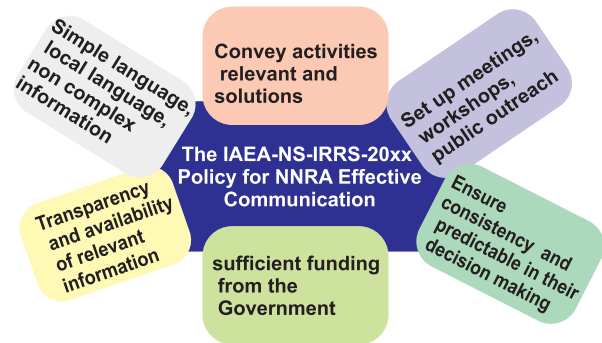 Simple language,
local language,
non complex
information
Convey activities
relevant and
solutions
Set up meetings,
workshops,
public outreach
The IAEA-NS-IRRS-20xx
Policy for NNRA Effective
Communication
Transparency
and availability
of relevant
information
sufficient funding
from the
Government
Ensure
consistency and
predictable in their
decision making